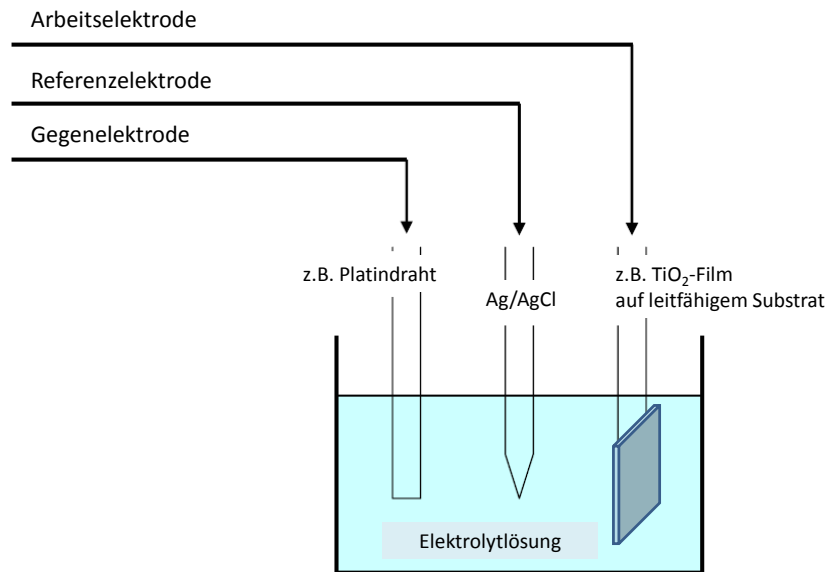 Arbeitselektrode
Referenzelektrode
Gegenelektrode
z.B. Platindraht
Ag/AgCl
z.B. TiO₂-Film
auf leitfähigem Substrat
Elektrolytlösung